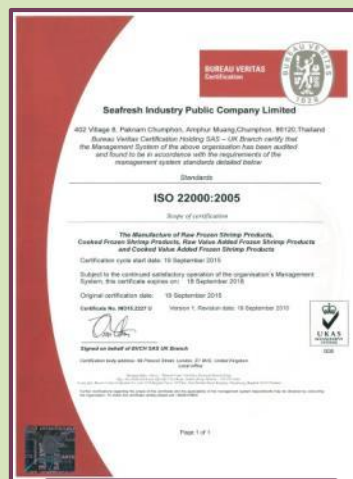 BUREAU VERITAS
Certification
BUREAU VERITAS
1828
Seafresh Industry Public Company Limited
402 Village 8, Paknam Chumphon, Amphur Muang, Chumphon, 86120, Thailand
Bureau Veritas Certification Holding SAS – UK Branch certify that
the Management System of the above organisation has been audited
and found to be in accordance with the requirements of the
management system standards detailed below
Standards
ISO 22000:2005
Scope of certification
The Manufacture of Raw Frozen Shrimp Products,
Cooked Frozen Shrimp Products, Raw Value Added Frozen Shrimp Products
and Cooked Value Added Frozen Shrimp Products
Certification cycle start date: 19 September 2015
Subject to the continued satisfactory operation of the organisation's Management
System, this certificate expires on: 18 September 2018
Original certification date: 19 September 2015
Version 1, Revision date: 19 September 2015
Signed on behalf of BVCH SAS UK Branch
UKAS
MANAGEMENT
SYSTEMS
008
Page 1 of 1